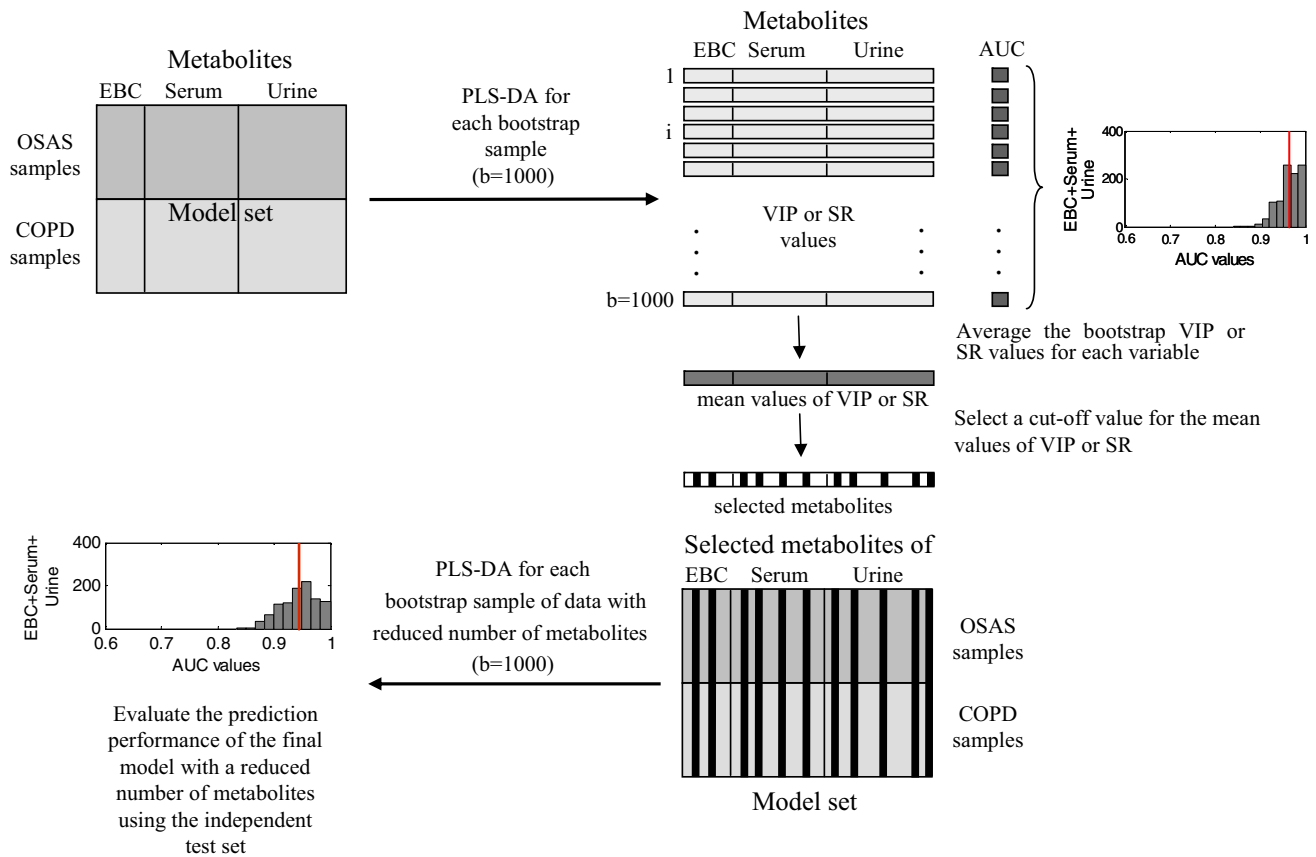 Metabolites
EBC Serum Urine
OSAS
samples
COPD
samples
Model set
PLS-DA for
each bootstrap
sample
(b=1000)
Metabolites
EBC Serum Urine
AUC
1
i
VIP or SR
values
b=1000
400
200
0
0.6 0.7 0.8 0.9 1
AUC values
EBC+Serum+
Urine
Average the bootstrap VIP or
SR values for each variable
mean values of VIP or SR
Select a cut-off value for the mean
values of VIP or SR
selected metabolites
Selected metabolites of
EBC Serum Urine
OSAS
samples
COPD
samples
Model set
PLS-DA for each
bootstrap sample of data with
reduced number of metabolites
(b=1000)
400
200
0
0.6 0.7 0.8 0.9 1
AUC values
EBC+Serum+
Urine
Evaluate the prediction
performance of the final
model with a reduced
number of metabolites
using the independent
test set